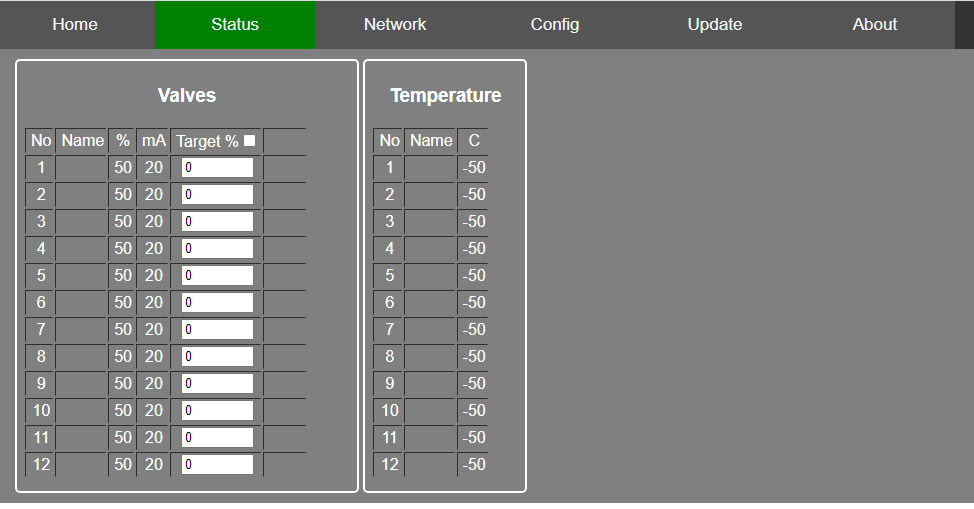 Home Status Network Config Update About
Valves Temperature
No Name % mA Target % No Name C
1 50 20 0 1 -50
2 50 20 0 2 -50
3 50 20 0 3 -50
4 50 20 0 4 -50
5 50 20 0 5 -50
6 50 20 0 6 -50
7 50 20 0 7 -50
8 50 20 0 8 -50
9 50 20 0 9 -50
10 50 20 0 10 -50
11 50 20 0 11 -50
12 50 20 0 12 -50